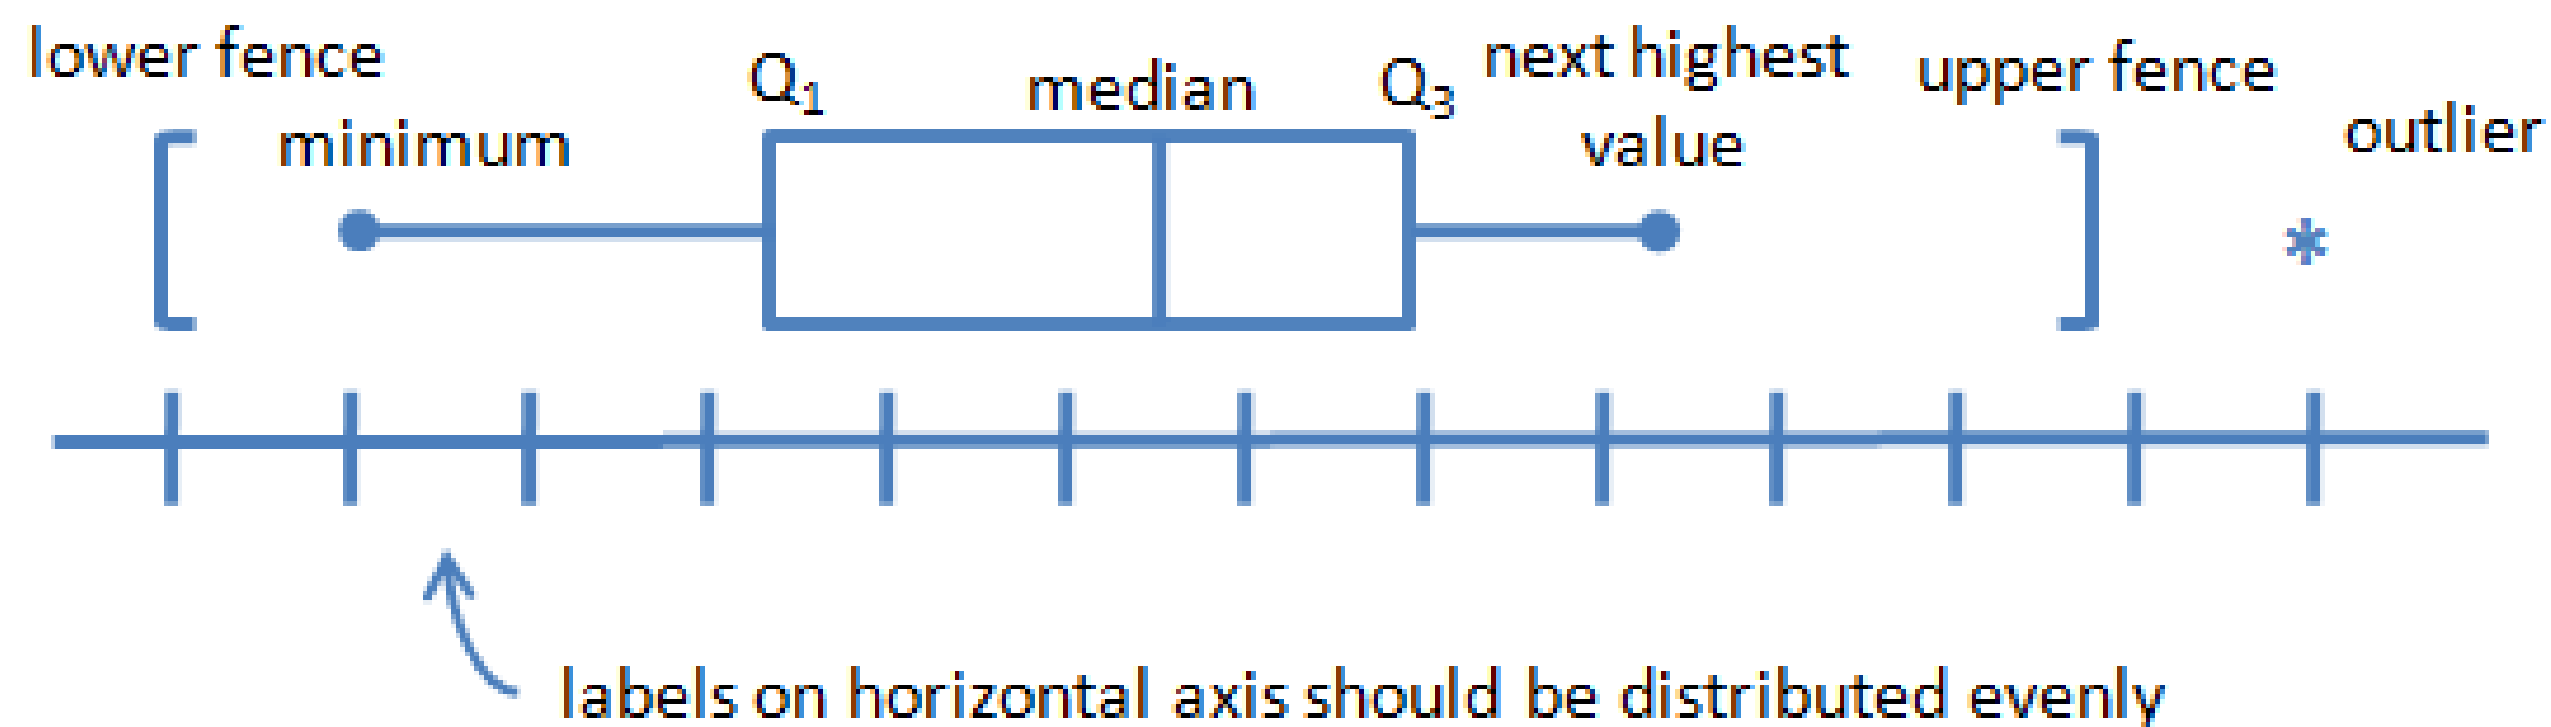 lower fence
minimum
Q1
median
Q3
next highest
value
upper fence
outlier
labels on horizontal axis should be distributed evenly